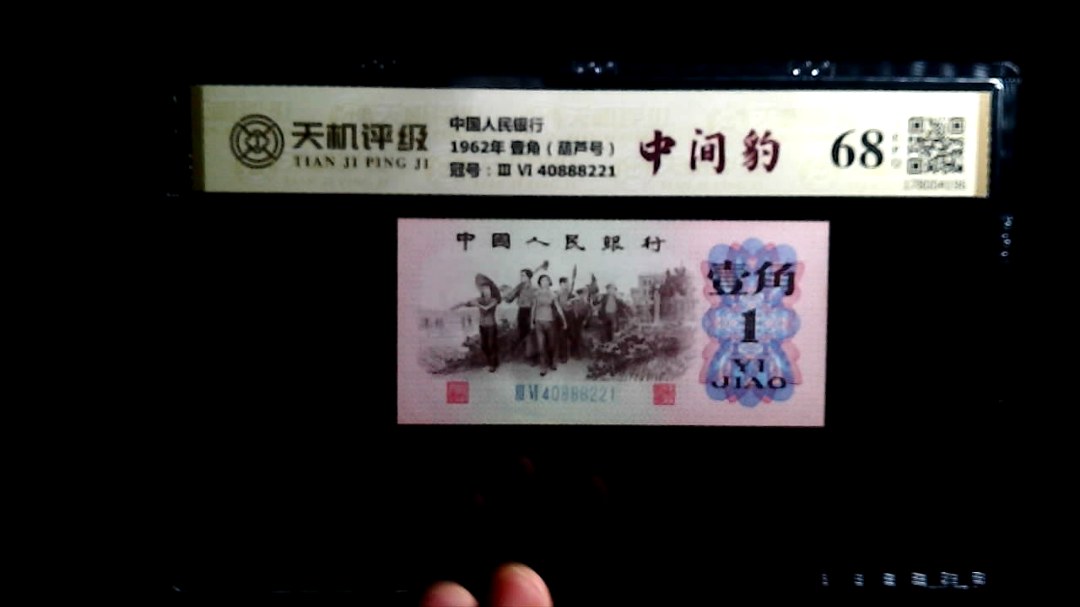 天机评级
TIAN JI PING JI
中国人民银行
1962年 壹角（葫芦号）
冠号：Ⅲ Ⅵ 40888221
中间豹
68
中國人民銀行
壹角
1
YI
JIAO
Ⅲ Ⅵ 40888221